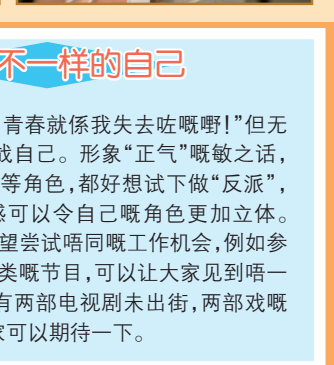 不一样的自己
青春就係我失去咗嘅嘢！”但无
战自己。形象“正气”嘅敏之话，
等角色，都好想试下做“反派”，
感可以令自己嘅角色更加立体。
望尝试唔同嘅工作机会，例如参
类嘅节目，可以让大家见到唔一
有两部电视剧未出街，两部戏嘅
家可以期待一下。